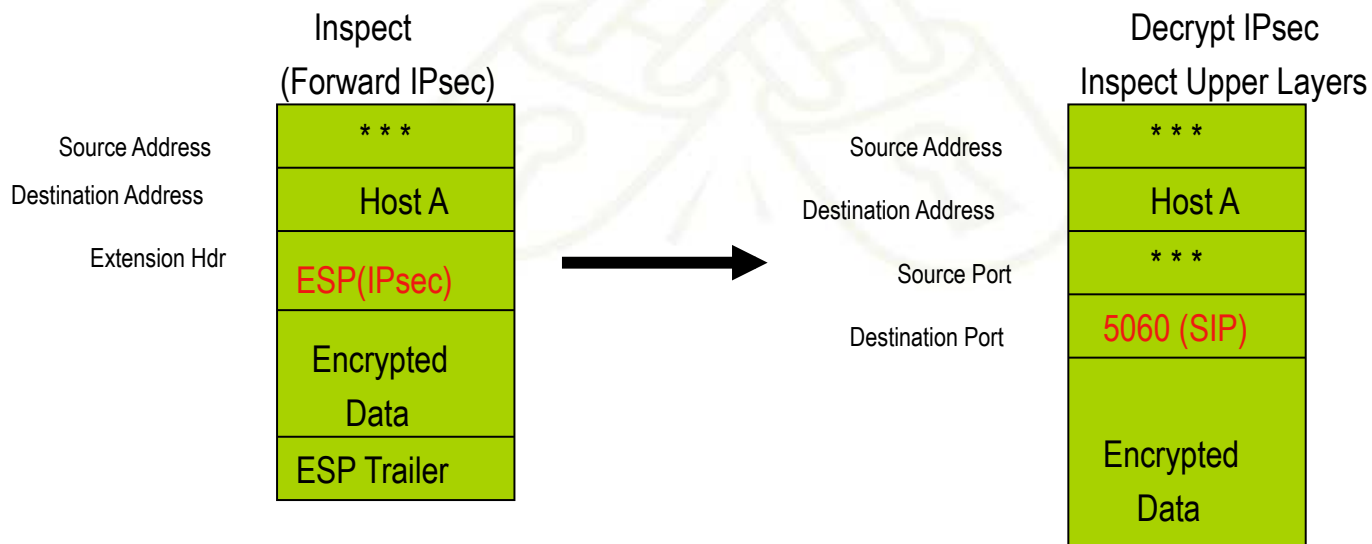 Inspect
(Forward IPsec)
Source Address
* * *
Destination Address
Host A
Extension Hdr
ESP(IPsec)
Encrypted
Data
ESP Trailer
Decrypt IPsec
Inspect Upper Layers
Source Address
* * *
Destination Address
Host A
Source Port
* * *
Destination Port
5060 (SIP)
Encrypted
Data